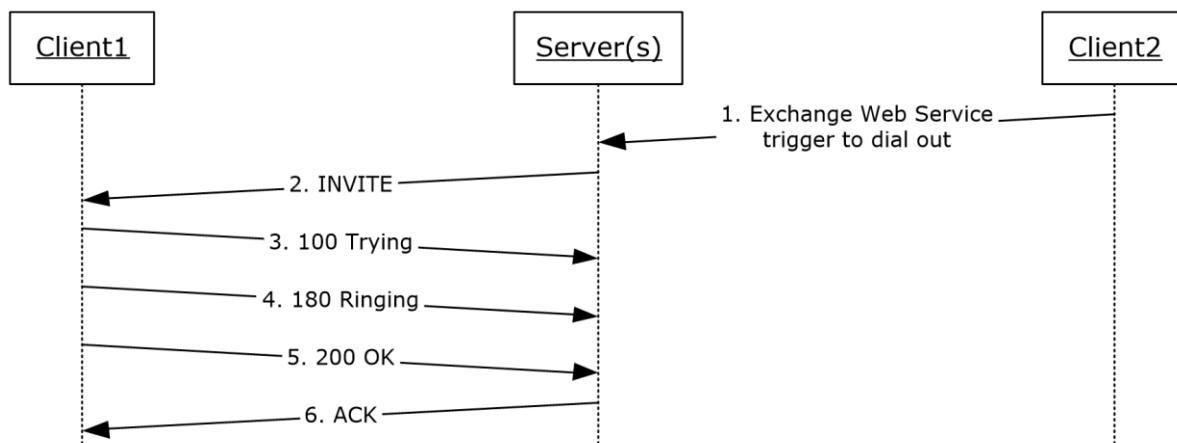 Client1
Server(s)
Client2
1. Exchange Web Service
trigger to dial out
2. INVITE
3. 100 Trying
4. 180 Ringing
5. 200 OK
6. ACK